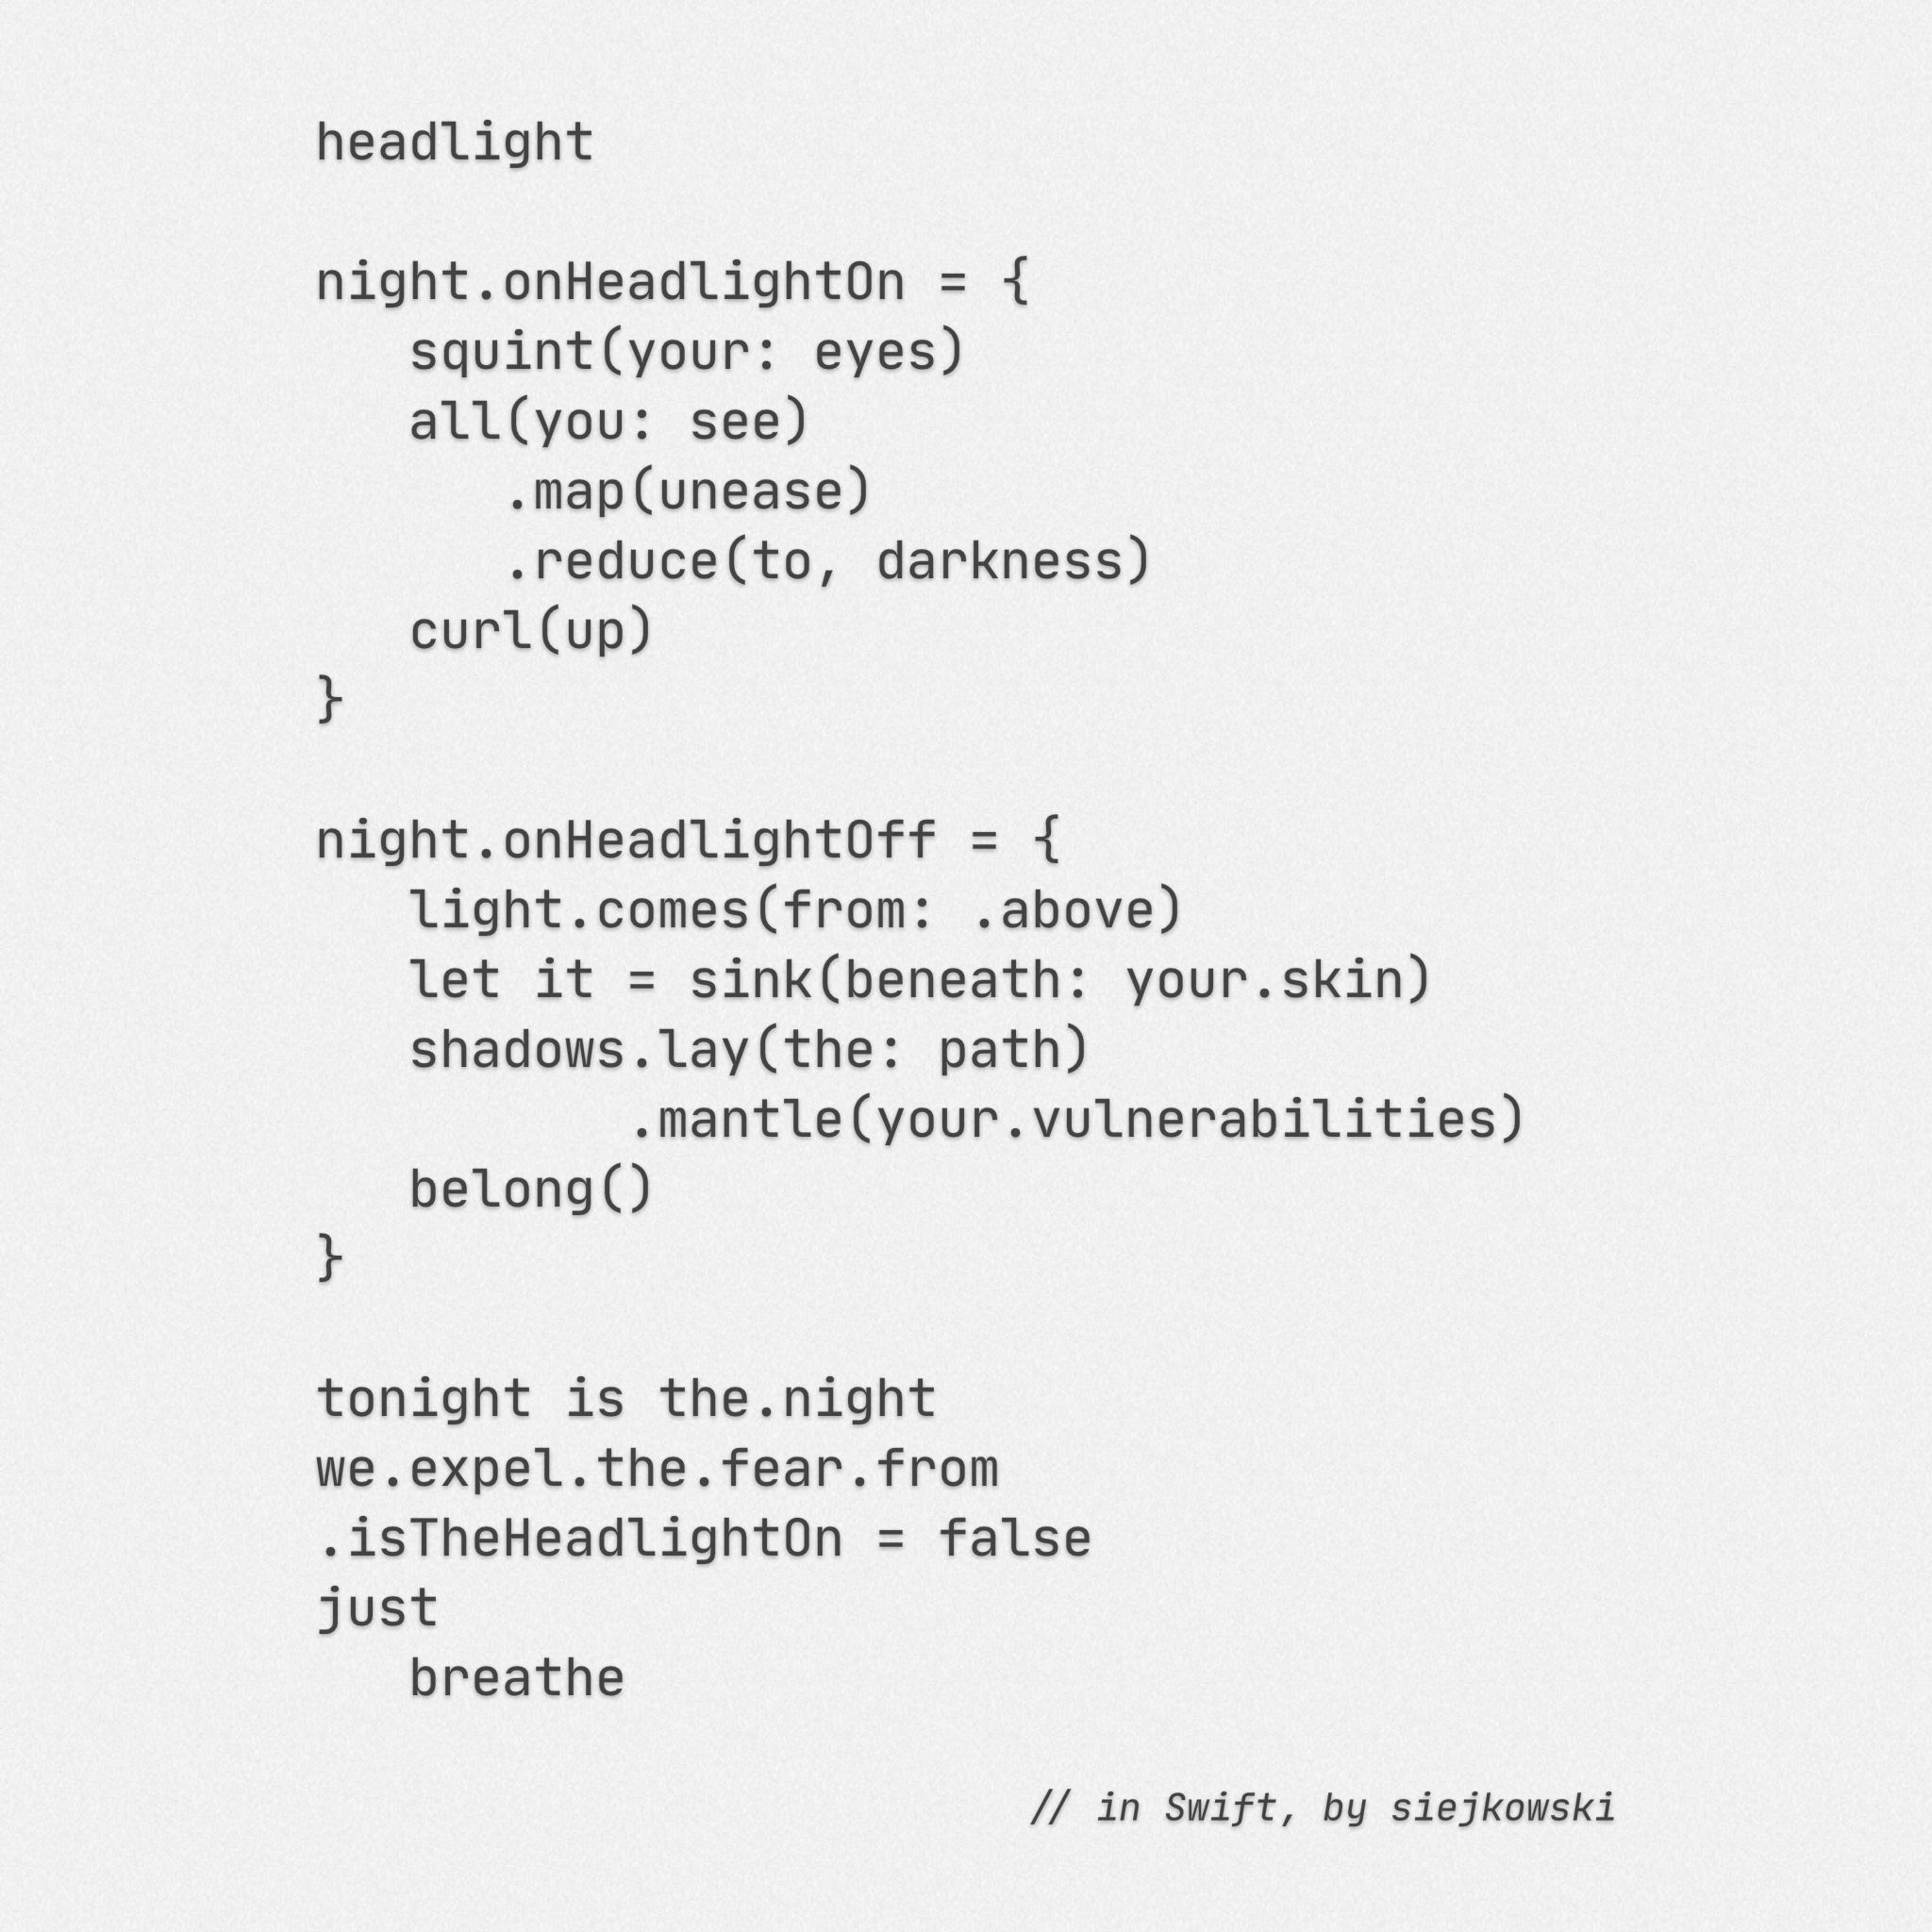 headlight

night.onHeadlightOn = {
   squint(your: eyes)
   all(you: see)
      .map(unease)
      .reduce(to, darkness)
   curl(up)
}

night.onHeadlightOff = {
   light.comes(from: .above)
   let it = sink(beneath: your.skin)
   shadows.lay(the: path)
          .mantle(your.vulnerabilities)
   belong()
}

tonight is the.night
we.expel.the.fear.from
.isTheHeadlightOn = false
just
   breathe

// in Swift, by siejkowski